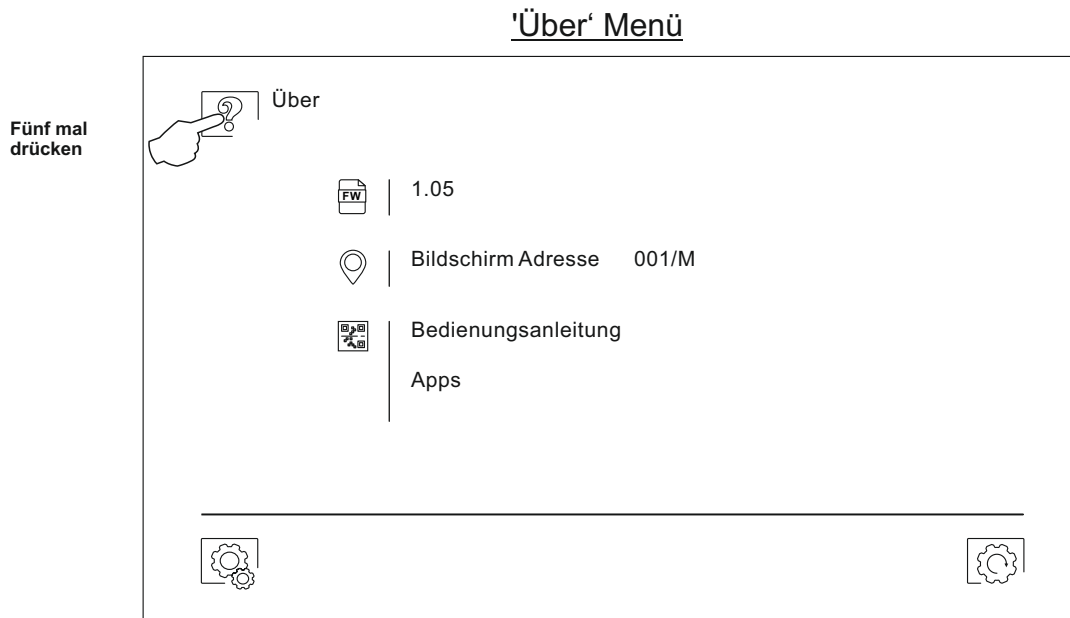 'Über‘ Menü
Über
Fünf mal
drücken
FW
1.05
Bildschirm Adresse 001/M
Bedienungsanleitung
Apps